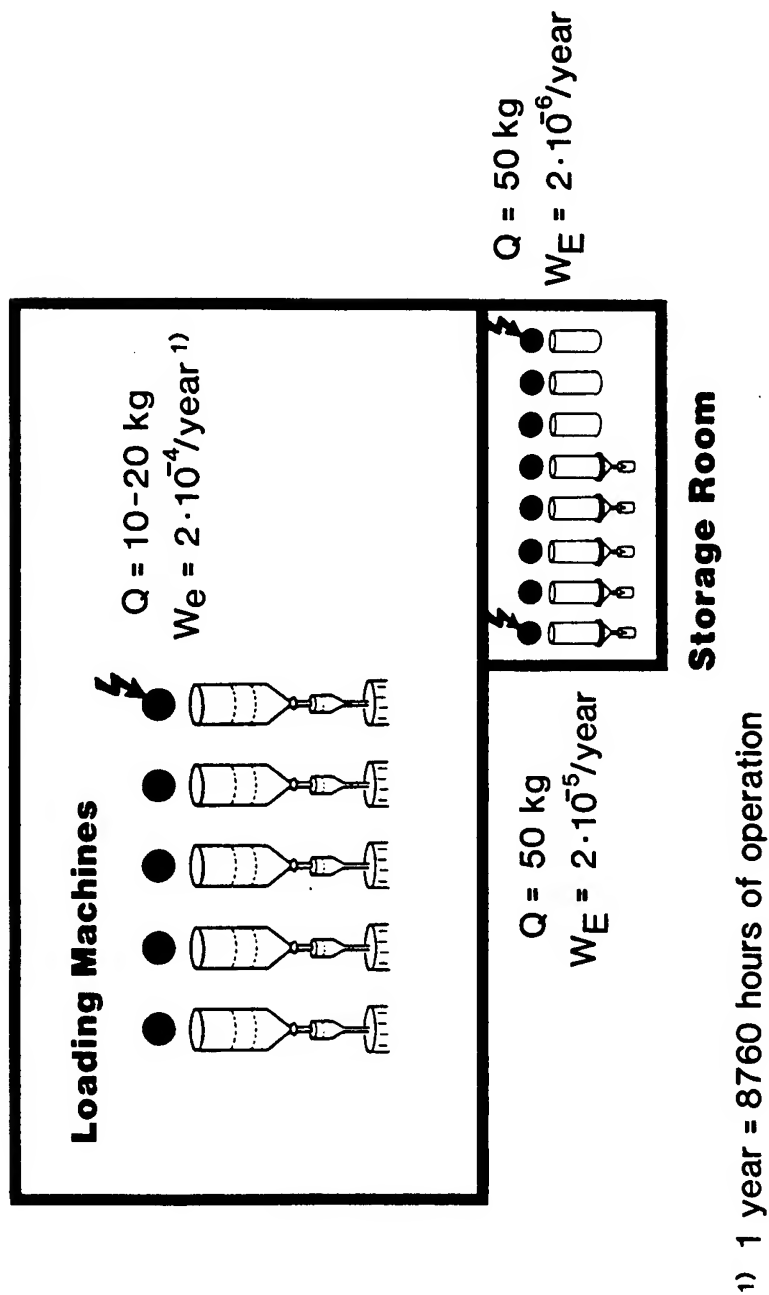 Loading Machines
Q = 10-20 kg
We = 2·10⁻⁴/year ¹⁾
Q = 50 kg
W_E = 2·10⁻⁵/year
Q = 50 kg
W_E = 2·10⁻⁶/year
Storage Room
¹⁾ 1 year = 8760 hours of operation